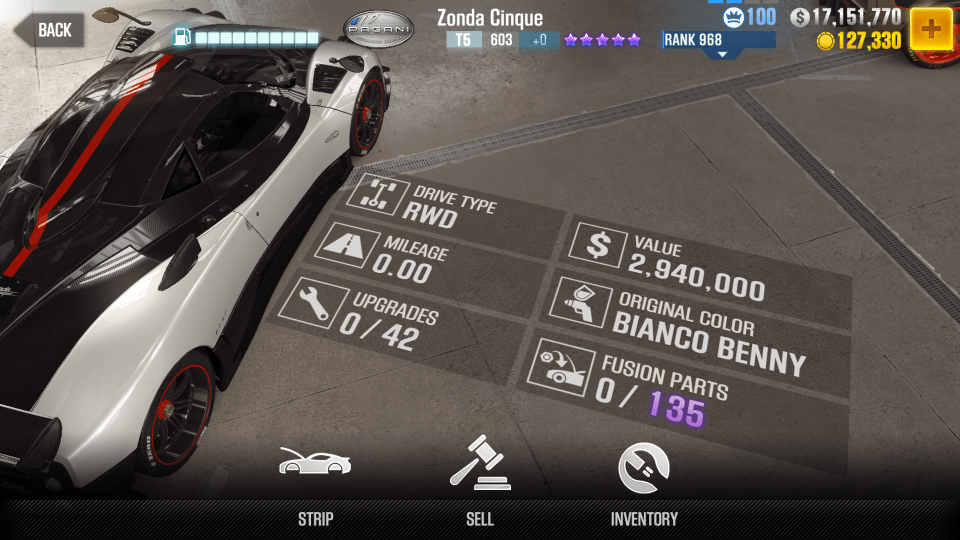 BACK
PAGANI
Zonda Cinque
T5 603 +0
RANK 968
100
17,151,770
127,330
DRIVE TYPE
RWD
MILEAGE
0.00
UPGRADES
0 / 42
VALUE
2,940,000
ORIGINAL COLOR
BIANCO BENNY
FUSION PARTS
0 / 135
STRIP
SELL
INVENTORY